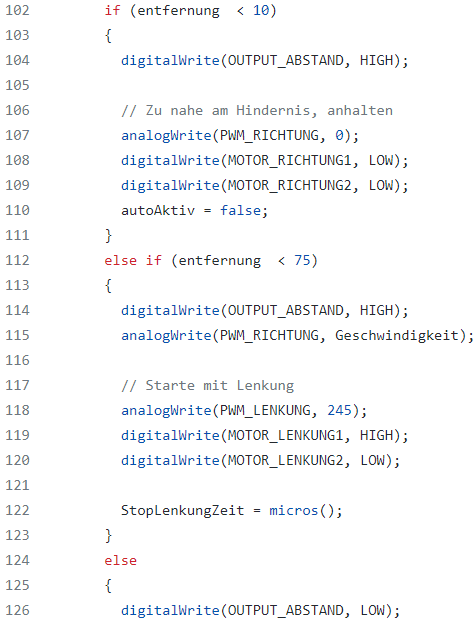 102 if (entfernung  < 10)
103 {
104 digitalWrite(OUTPUT_ABSTAND, HIGH);
105
106 // Zu nahe am Hindernis, anhalten
107 analogWrite(PWM_RICHTUNG, 0);
108 digitalWrite(MOTOR_RICHTUNG1, LOW);
109 digitalWrite(MOTOR_RICHTUNG2, LOW);
110 autoAktiv = false;
111 }
112 else if (entfernung  < 75)
113 {
114 digitalWrite(OUTPUT_ABSTAND, HIGH);
115 analogWrite(PWM_RICHTUNG, Geschwindigkeit);
116
117 // Starte mit Lenkung
118 analogWrite(PWM_LENKUNG, 245);
119 digitalWrite(MOTOR_LENKUNG1, HIGH);
120 digitalWrite(MOTOR_LENKUNG2, LOW);
121
122 StopLenkungZeit = micros();
123 }
124 else
125 {
126 digitalWrite(OUTPUT_ABSTAND, LOW);